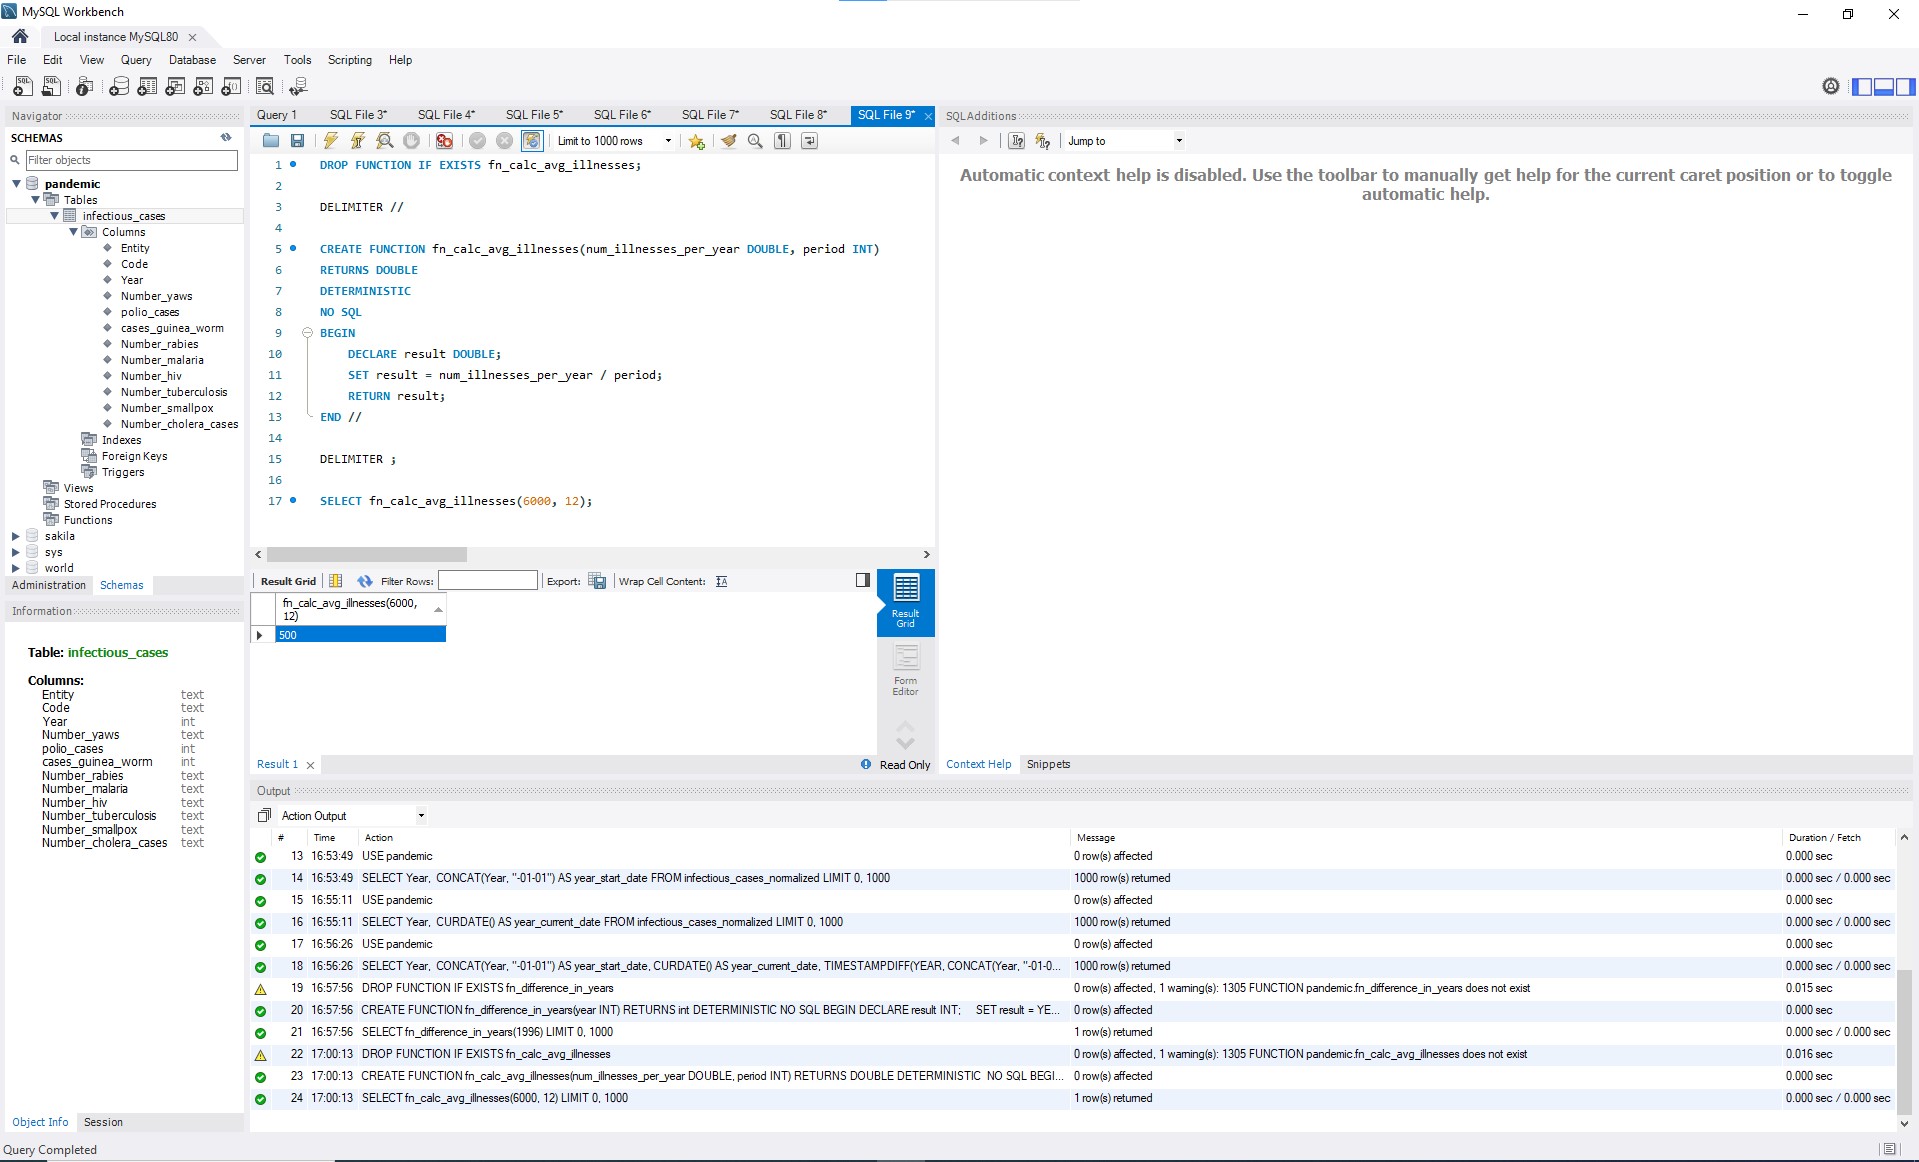 MySQL Workbench
Local instance MySQL80
File Edit View Query Database Server Tools Scripting Help
Navigator
SCHEMAS
Filter objects
pandemic
Tables
infectious_cases
Columns
Entity
Code
Year
Number_yaws
polio_cases
cases_guinea_worm
Number_rabies
Number_malaria
Number_hiv
Number_tuberculosis
Number_smallpox
Number_cholera_cases
Indexes
Foreign Keys
Triggers
Views
Stored Procedures
Functions
sakila
sys
world
Administration Schemas
Information
Table: infectious_cases
Columns:
Entity text
Code text
Year int
Number_yaws text
polio_cases int
cases_guinea_worm int
Number_rabies text
Number_malaria text
Number_hiv text
Number_tuberculosis text
Number_smallpox text
Number_cholera_cases text
Object Info Session
Query Completed
Query 1 SQL File 3* SQL File 4* SQL File 5* SQL File 6* SQL File 7* SQL File 8* SQL File 9*
Limit to 1000 rows
1 DROP FUNCTION IF EXISTS fn_calc_avg_illnesses;
2
3 DELIMITER //
4
5 CREATE FUNCTION fn_calc_avg_illnesses(num_illnesses_per_year DOUBLE, period INT)
6 RETURNS DOUBLE
7 DETERMINISTIC
8 NO SQL
9 BEGIN
10 DECLARE result DOUBLE;
11 SET result = num_illnesses_per_year / period;
12 RETURN result;
13 END //
14
15 DELIMITER ;
16
17 SELECT fn_calc_avg_illnesses(6000, 12);
Result Grid Filter Rows: Export: Wrap Cell Content:
fn_calc_avg_illnesses(6000,
12)
500
Result
Grid
Form
Editor
Result 1
Read Only
SQLAdditions
Jump to
Automatic context help is disabled. Use the toolbar to manually get help for the current caret position or to toggle
automatic help.
Context Help Snippets
Output
Action Output
# Time Action Message Duration / Fetch
13 16:53:49 USE pandemic 0 row(s) affected 0.000 sec
14 16:53:49 SELECT Year, CONCAT(Year, "-01-01") AS year_start_date FROM infectious_cases_normalized LIMIT 0, 1000 1000 row(s) returned 0.000 sec / 0.000 sec
15 16:55:11 USE pandemic 0 row(s) affected 0.000 sec
16 16:55:11 SELECT Year, CURDATE() AS year_current_date FROM infectious_cases_normalized LIMIT 0, 1000 1000 row(s) returned 0.000 sec / 0.000 sec
17 16:56:26 USE pandemic 0 row(s) affected 0.000 sec
18 16:56:26 SELECT Year, CONCAT(Year, "-01-01") AS year_start_date, CURDATE() AS year_current_date, TIMESTAMPDIFF(YEAR, CONCAT(Year, "-01-0... 1000 row(s) returned 0.000 sec / 0.000 sec
19 16:57:56 DROP FUNCTION IF EXISTS fn_difference_in_years 0 row(s) affected, 1 warning(s): 1305 FUNCTION pandemic.fn_difference_in_years does not exist 0.015 sec
20 16:57:56 CREATE FUNCTION fn_difference_in_years(year INT) RETURNS int DETERMINISTIC NO SQL BEGIN DECLARE result INT; SET result = YE... 0 row(s) affected 0.000 sec
21 16:57:56 SELECT fn_difference_in_years(1996) LIMIT 0, 1000 1 row(s) returned 0.000 sec / 0.000 sec
22 17:00:13 DROP FUNCTION IF EXISTS fn_calc_avg_illnesses 0 row(s) affected, 1 warning(s): 1305 FUNCTION pandemic.fn_calc_avg_illnesses does not exist 0.016 sec
23 17:00:13 CREATE FUNCTION fn_calc_avg_illnesses(num_illnesses_per_year DOUBLE, period INT) RETURNS DOUBLE DETERMINISTIC NO SQL BEGI... 0 row(s) affected 0.000 sec
24 17:00:13 SELECT fn_calc_avg_illnesses(6000, 12) LIMIT 0, 1000 1 row(s) returned 0.000 sec / 0.000 sec